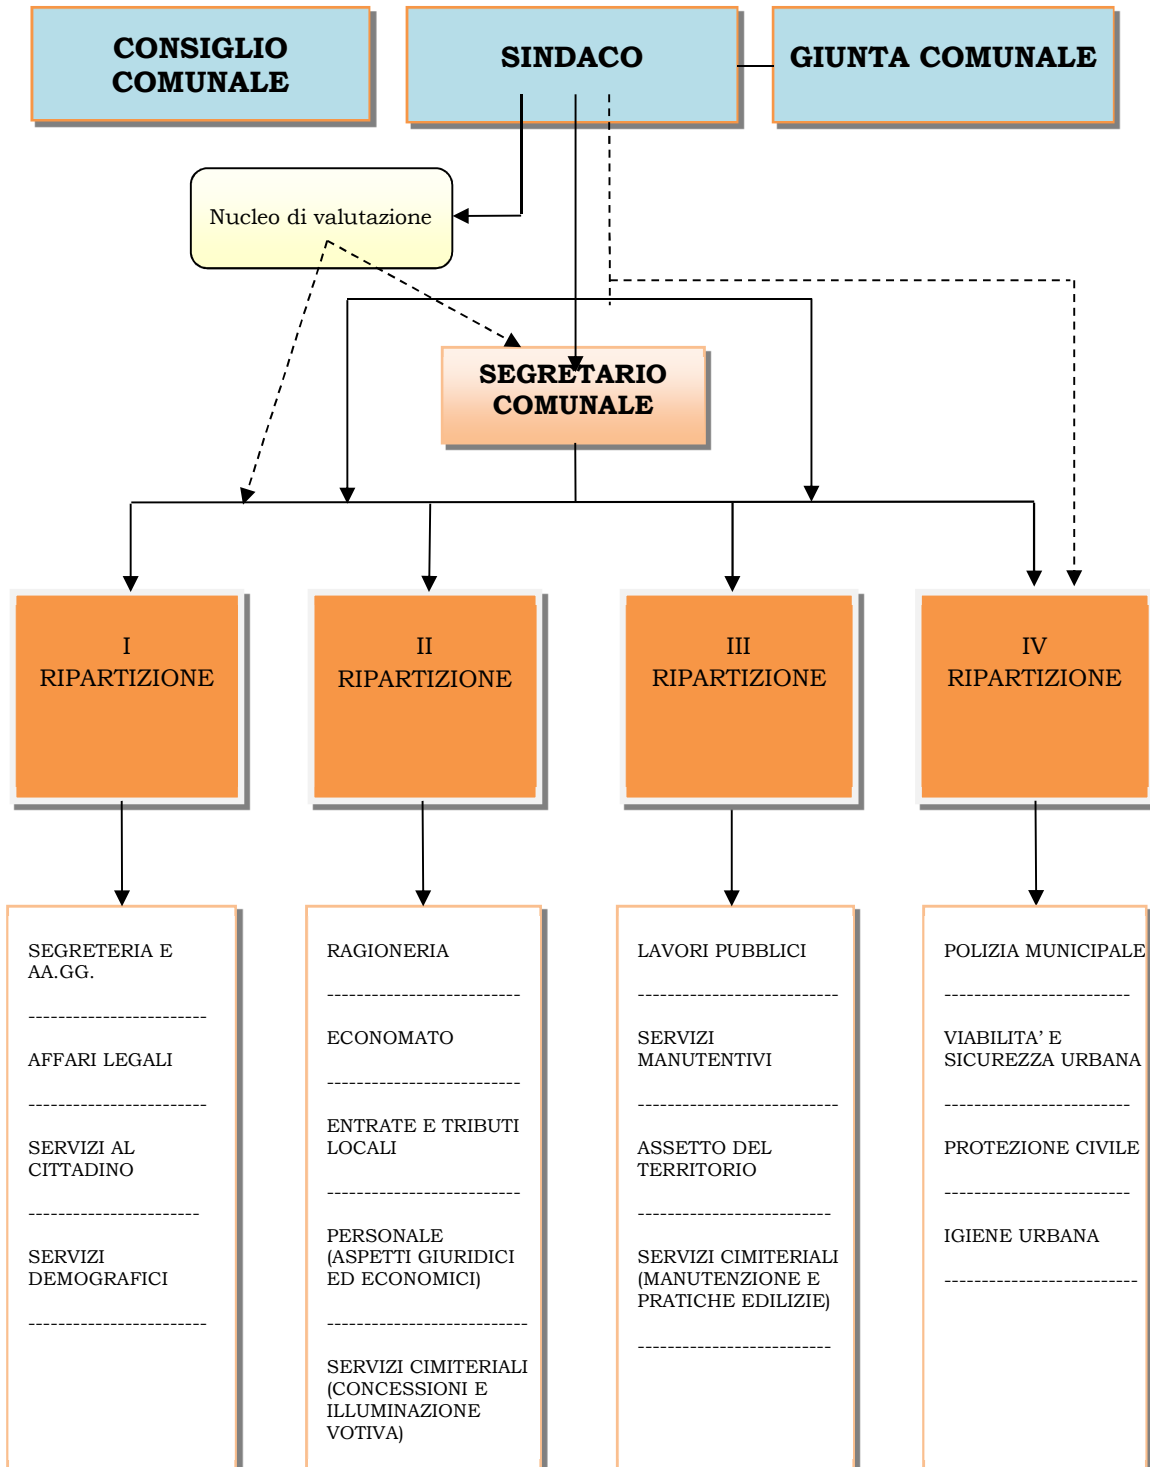 CONSIGLIO
COMUNALE
SINDACO
GIUNTA COMUNALE
Nucleo di valutazione
SEGRETARIO
COMUNALE
I
RIPARTIZIONE
II
RIPARTIZIONE
III
RIPARTIZIONE
IV
RIPARTIZIONE
SEGRETERIA E
AA.GG.
------------------------
AFFARI LEGALI
------------------------
SERVIZI AL
CITTADINO
-----------------------
SERVIZI
DEMOGRAFICI
------------------------
RAGIONERIA
--------------------------
ECONOMATO
--------------------------
ENTRATE E TRIBUTI
LOCALI
--------------------------
PERSONALE
(ASPETTI GIURIDICI
ED ECONOMICI)
---------------------------
SERVIZI CIMITERIALI
(CONCESSIONI E
ILLUMINAZIONE
VOTIVA)
LAVORI PUBBLICI
---------------------------
SERVIZI
MANUTENTIVI
---------------------------
ASSETTO DEL
TERRITORIO
--------------------------
SERVIZI CIMITERIALI
(MANUTENZIONE E
PRATICHE EDILIZIE)
--------------------------
POLIZIA MUNICIPALE
-------------------------
VIABILITA’ E
SICUREZZA URBANA
-------------------------
PROTEZIONE CIVILE
-------------------------
IGIENE URBANA
--------------------------